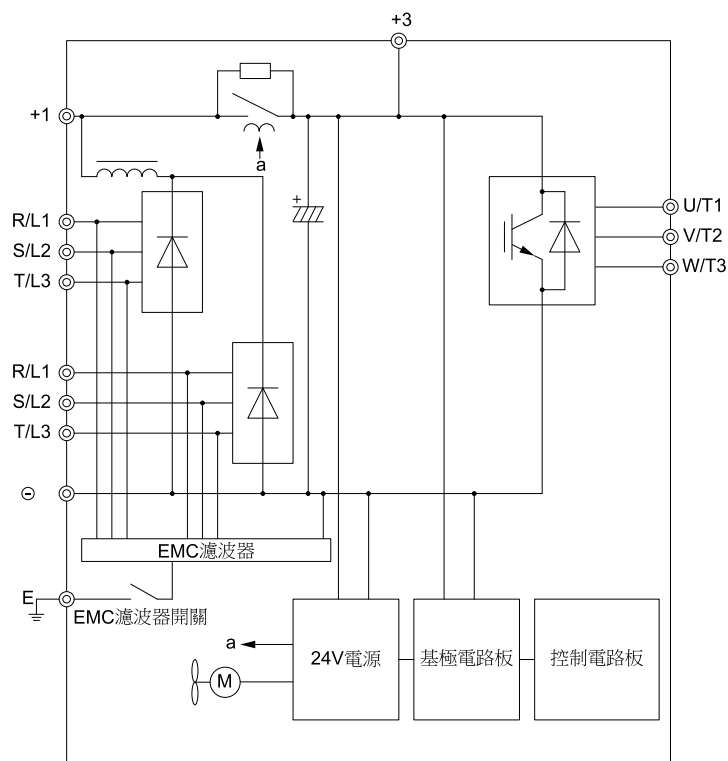 +3
+1
a
+
R/L1
S/L2
T/L3
U/T1
V/T2
W/T3
R/L1
S/L2
T/L3
⊖
EMC濾波器
E
EMC濾波器開關
a
M
24V電源
基極電路板
控制電路板